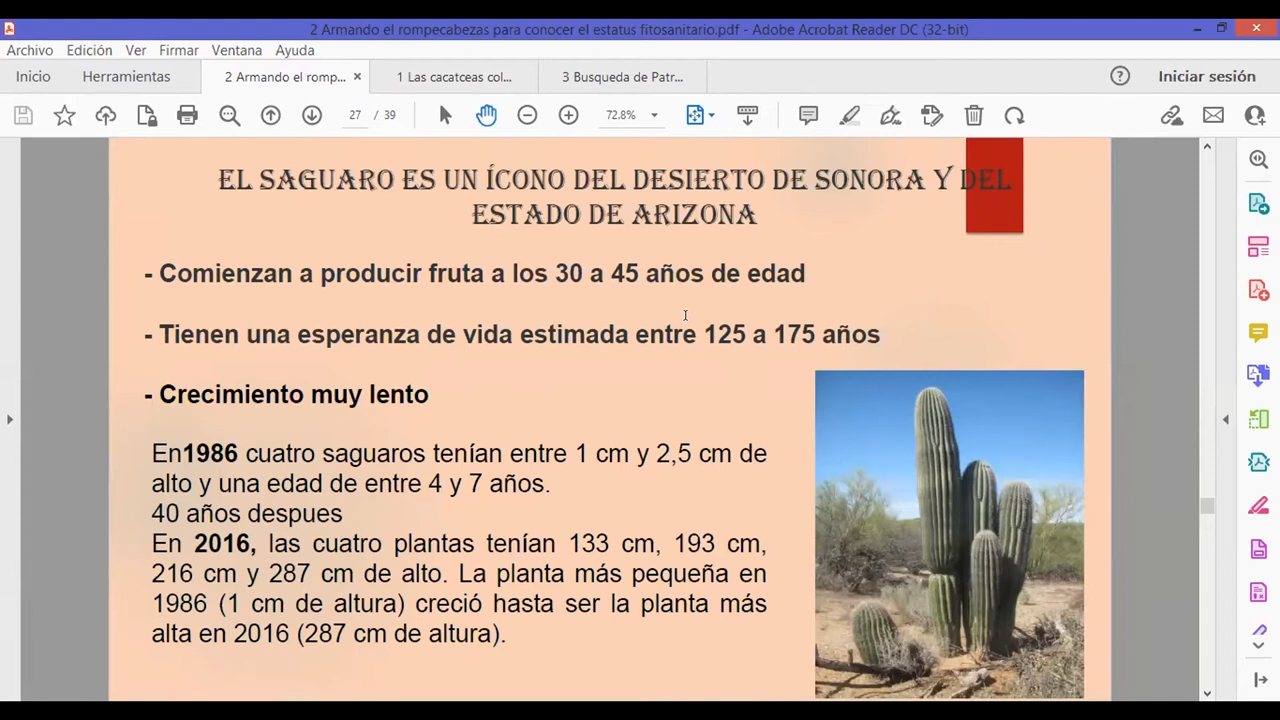 2 Armando el rompecabezas para conocer el estatus fitosanitario.pdf - Adobe Acrobat Reader DC (32-bit)
Archivo Edición Ver Firmar Ventana Ayuda
Inicio Herramientas 2 Armando el romp... × 1 Las cacatceas col... 3 Busqueda de Patr... Iniciar sesión
27 / 39 72.8%
EL SAGUARO ES UN ÍCONO DEL DESIERTO DE SONORA Y DEL
ESTADO DE ARIZONA
- Comienzan a producir fruta a los 30 a 45 años de edad
- Tienen una esperanza de vida estimada entre 125 a 175 años
- Crecimiento muy lento
En1986 cuatro saguaros tenían entre 1 cm y 2,5 cm de
alto y una edad de entre 4 y 7 años.
40 años despues
En 2016, las cuatro plantas tenían 133 cm, 193 cm,
216 cm y 287 cm de alto. La planta más pequeña en
1986 (1 cm de altura) creció hasta ser la planta más
alta en 2016 (287 cm de altura).